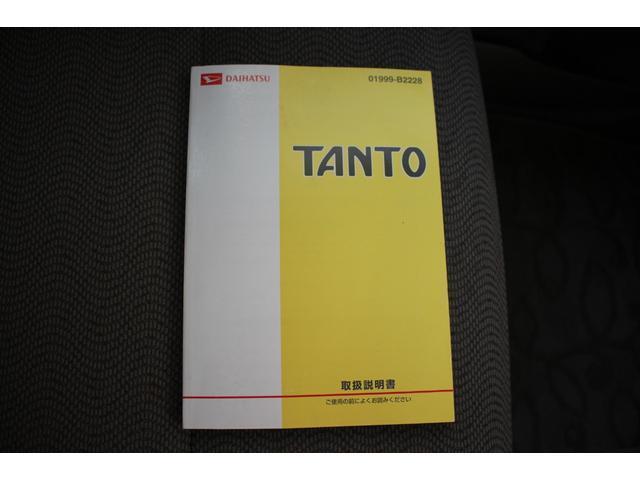 DAIHATSU 01999-B2228
TANTO
取扱説明書
ご使用の前によくお読みください